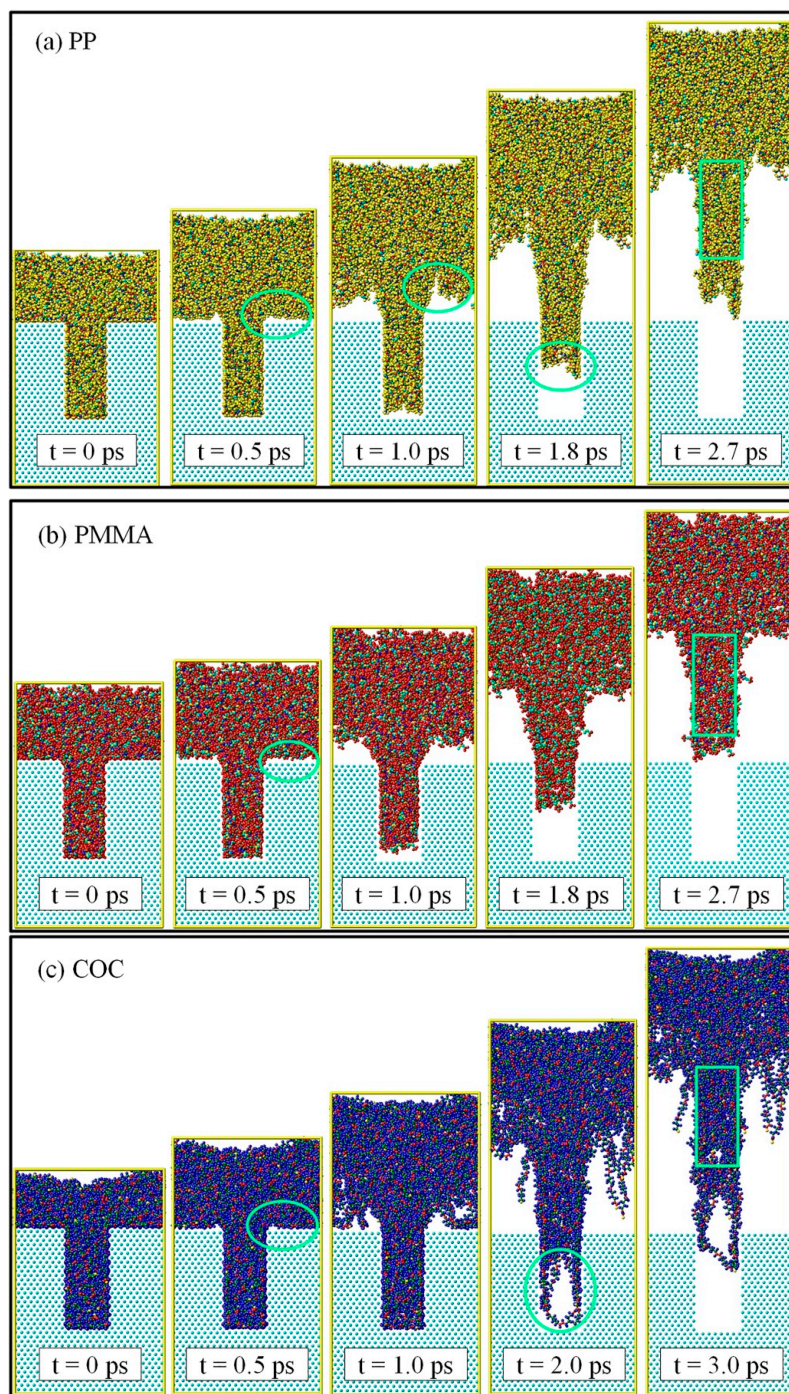 (a) PP
t = 0 ps
t = 0.5 ps
t = 1.0 ps
t = 1.8 ps
t = 2.7 ps
(b) PMMA
t = 0 ps
t = 0.5 ps
t = 1.0 ps
t = 1.8 ps
t = 2.7 ps
(c) COC
t = 0 ps
t = 0.5 ps
t = 1.0 ps
t = 2.0 ps
t = 3.0 ps